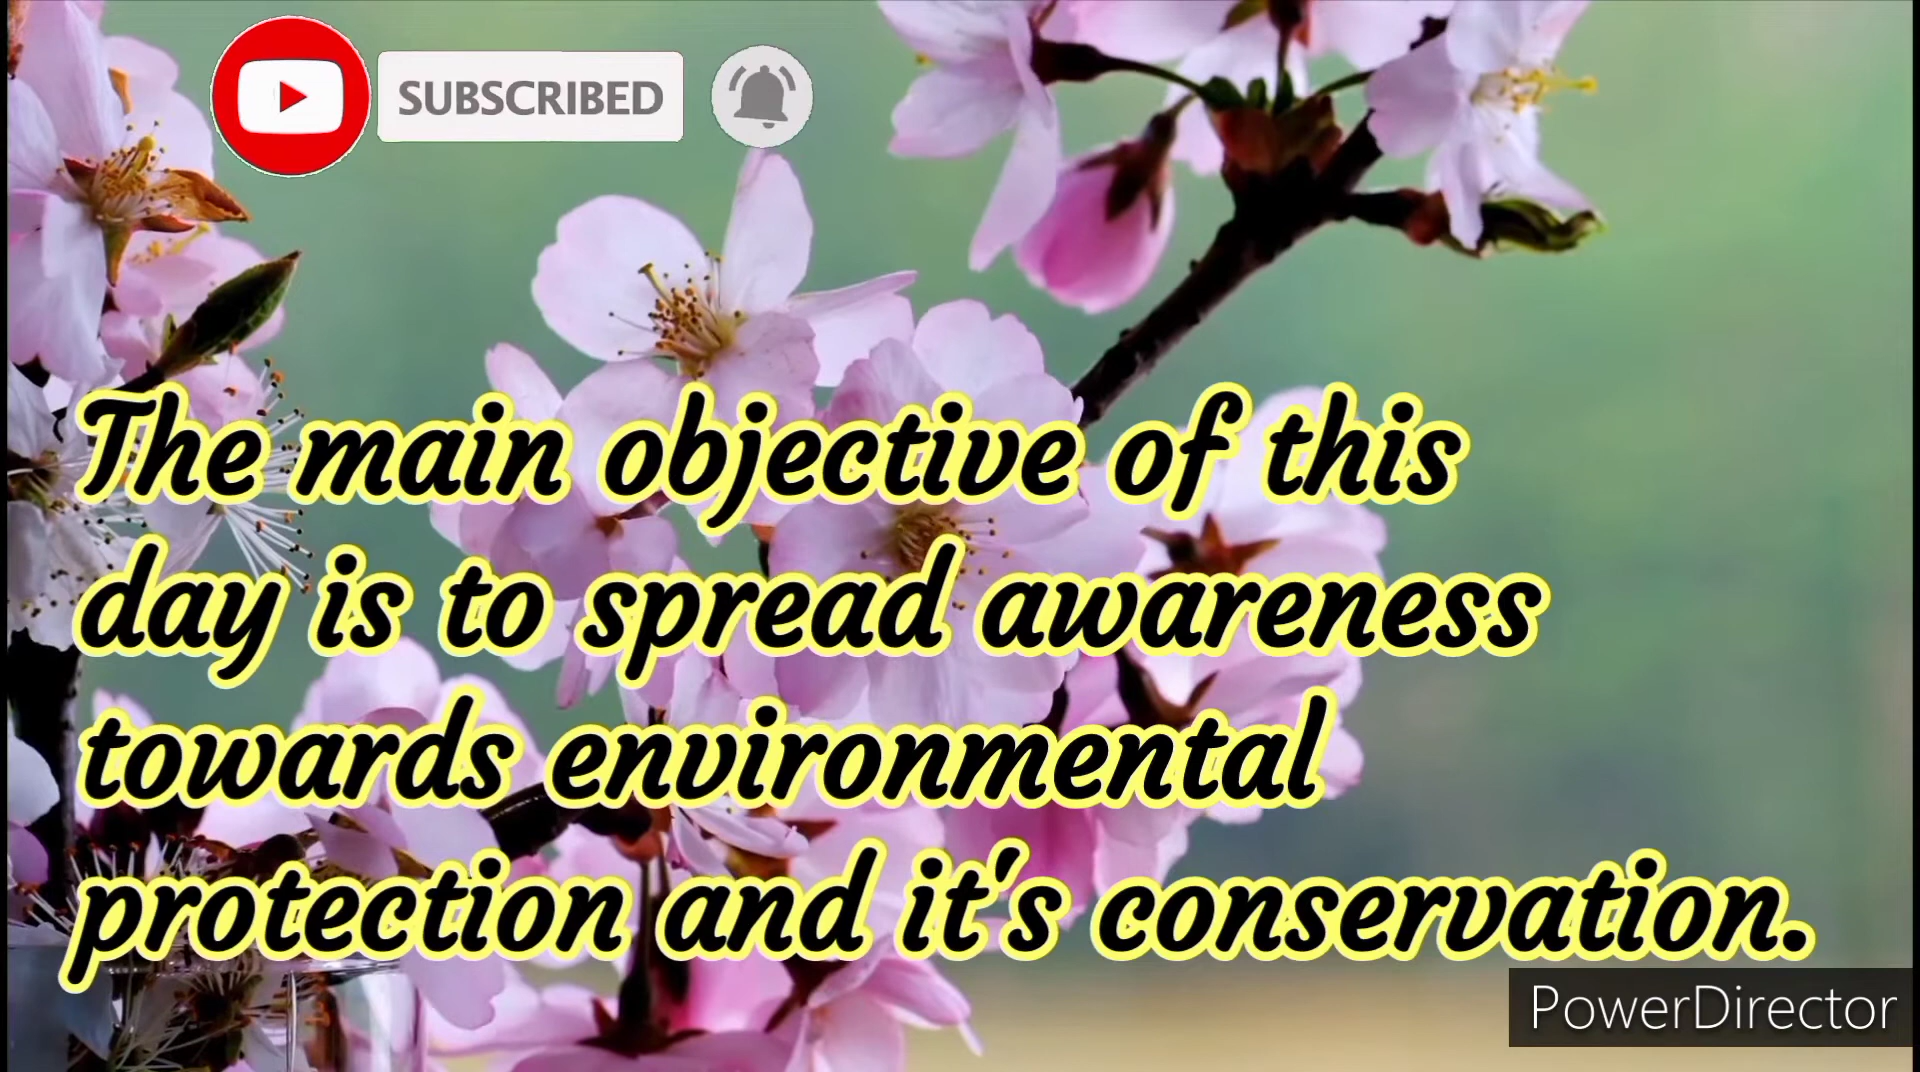 SUBSCRIBED
The main objective of this
day is to spread awareness
towards environmental
protection and it's conservation.
PowerDirector